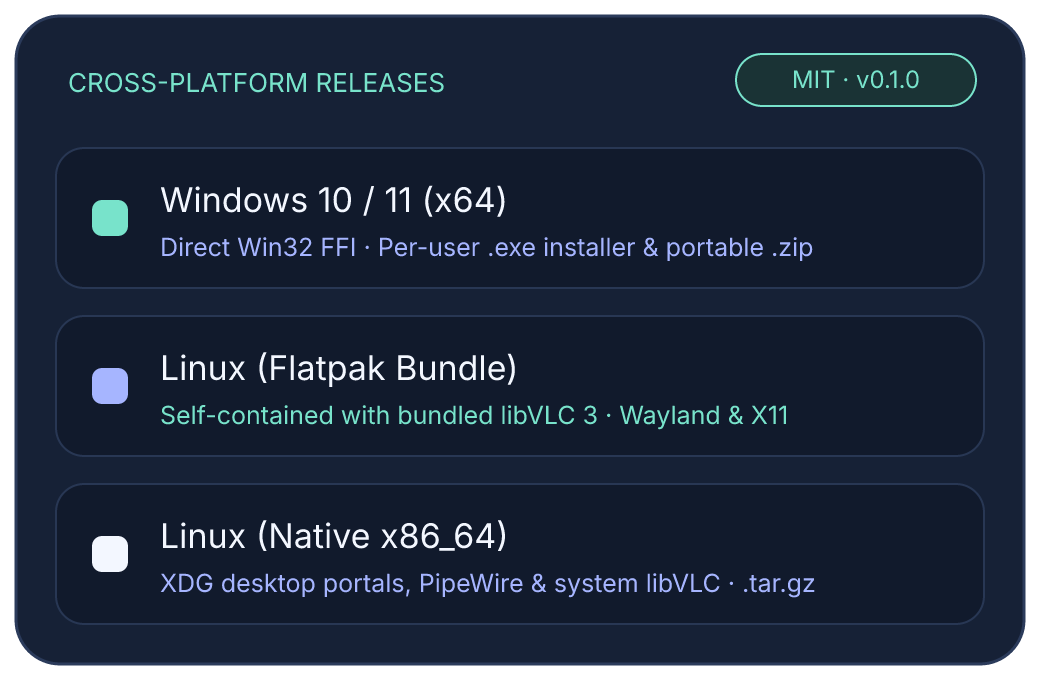 CROSS-PLATFORM RELEASES
MIT · v0.1.0
Windows 10 / 11 (x64)
Direct Win32 FFI · Per-user .exe installer & portable .zip
Linux (Flatpak Bundle)
Self-contained with bundled libVLC 3 · Wayland & X11
Linux (Native x86_64)
XDG desktop portals, PipeWire & system libVLC · .tar.gz